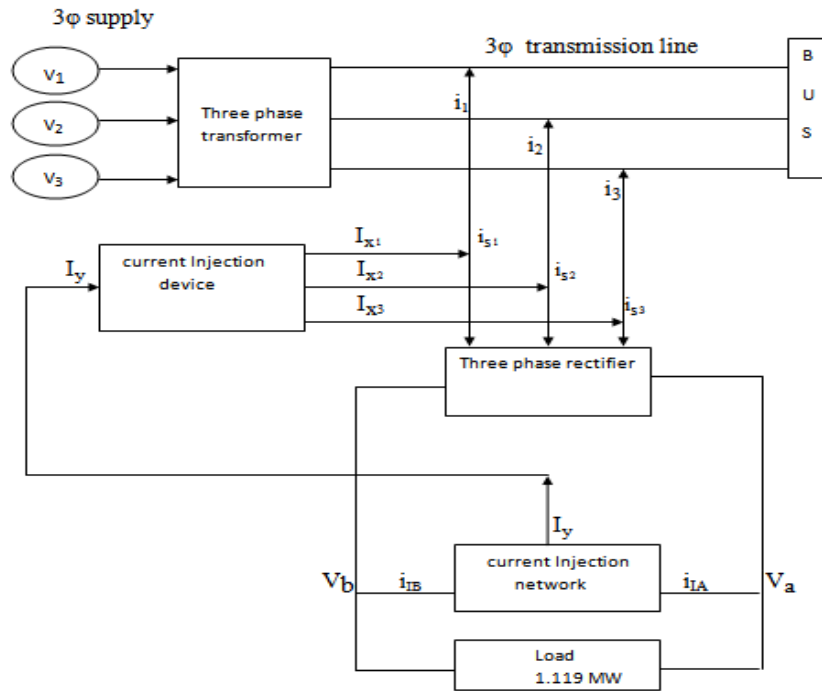 3φ supply
3φ transmission line
V1
V2
V3
Three phase
transformer
B
U
S
i1
i2
i3
Iy
current Injection
device
Ix1
Ix2
Ix3
is1
is2
is3
Three phase rectifier
Iy
Vb
iIB
current Injection
network
iIA
Va
Load
1.119 MW